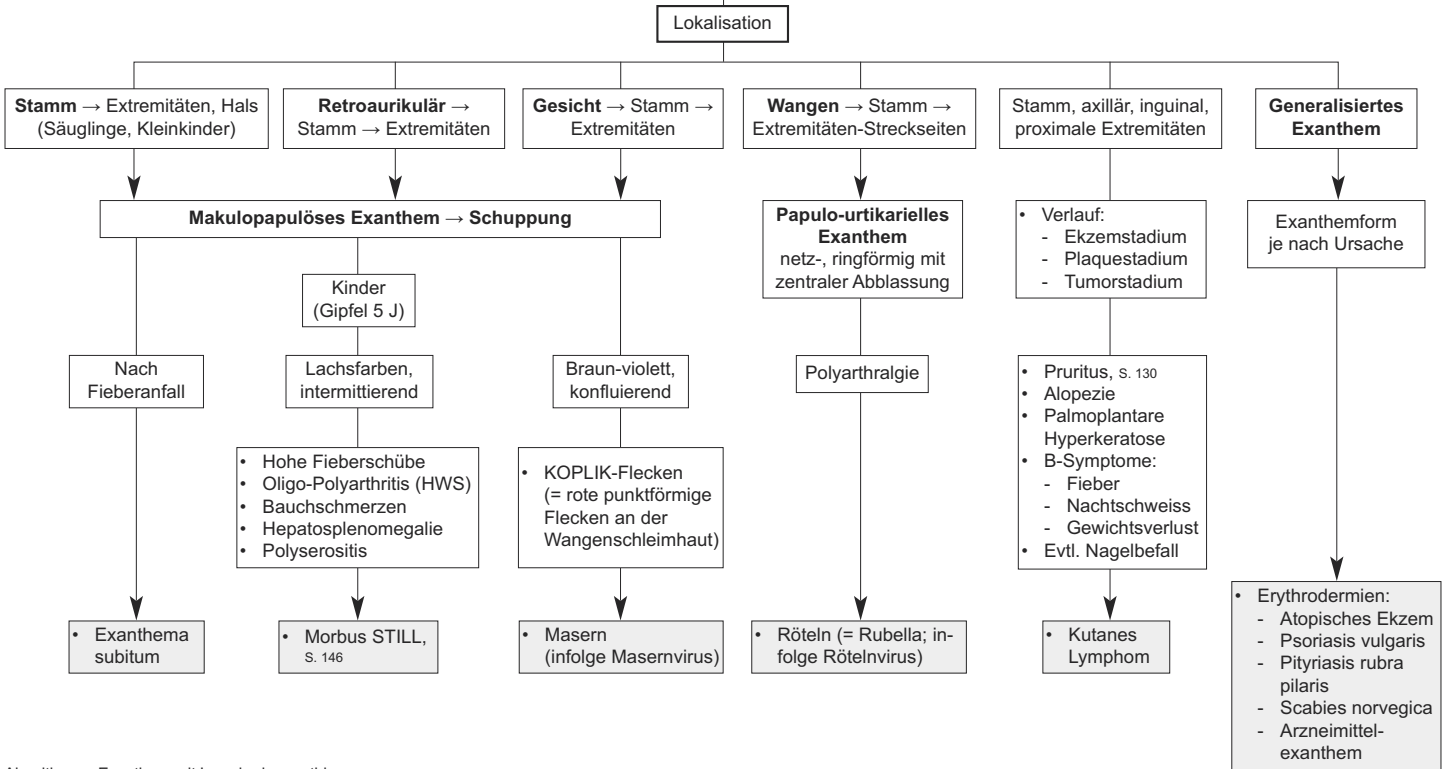 Lokalisation
Stamm → Extremitäten, Hals
(Säuglinge, Kleinkinder)
Retroaurikulär →
Stamm → Extremitäten
Gesicht → Stamm →
Extremitäten
Wangen → Stamm →
Extremitäten-Streckseiten
Stamm, axillär, inguinal,
proximale Extremitäten
Generalisiertes
Exanthem
Makulopapulöses Exanthem → Schuppung
Papulo-urtikarielles
Exanthem
netz-, ringförmig mit
zentraler Abblassung
• Verlauf:
- Ekzemstadium
- Plaquestadium
- Tumorstadium
Exanthemform
je nach Ursache
Kinder
(Gipfel 5 J)
Nach
Fieberanfall
Lachsfarben,
intermittierend
Braun-violett,
konfluierend
Polyarthralgie
• Pruritus, S. 130
• Alopezie
• Palmoplantare
Hyperkeratose
• B-Symptome:
- Fieber
- Nachtschweiss
- Gewichtsverlust
• Evtl. Nagelbefall
• Hohe Fieberschübe
• Oligo-Polyarthritis (HWS)
• Bauchschmerzen
• Hepatosplenomegalie
• Polyserositis
• KOPLIK-Flecken
(= rote punktförmige
Flecken an der
Wangenschleimhaut)
• Exanthema
subitum
• Morbus STILL,
S. 146
• Masern
(infolge Masernvirus)
• Röteln (= Rubella; in-
folge Rötelnvirus)
• Kutanes
Lymphom
• Erythrodermien:
- Atopisches Ekzem
- Psoriasis vulgaris
- Pityriasis rubra
pilaris
- Scabies norvegica
- Arzneimittel-
exanthem